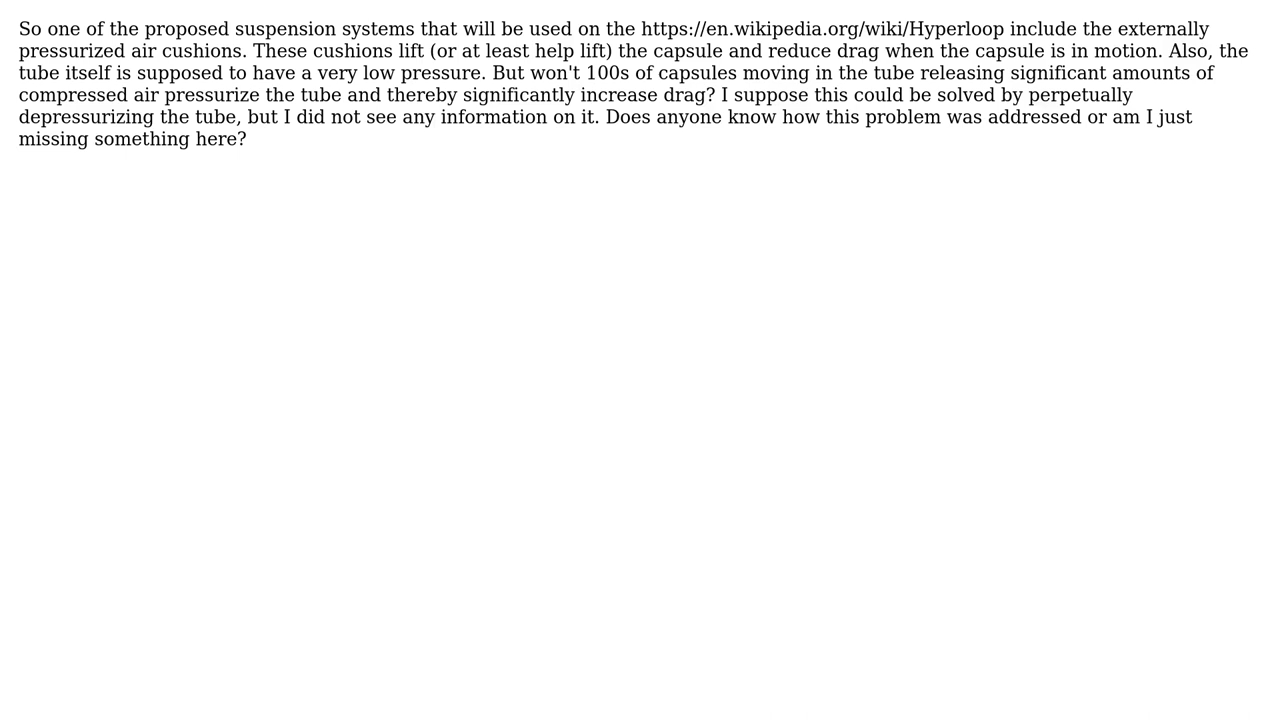 So one of the proposed suspension systems that will be used on the https://en.wikipedia.org/wiki/Hyperloop include the externally
pressurized air cushions. These cushions lift (or at least help lift) the capsule and reduce drag when the capsule is in motion. Also, the
tube itself is supposed to have a very low pressure. But won't 100s of capsules moving in the tube releasing significant amounts of
compressed air pressurize the tube and thereby significantly increase drag? I suppose this could be solved by perpetually
depressurizing the tube, but I did not see any information on it. Does anyone know how this problem was addressed or am I just
missing something here?